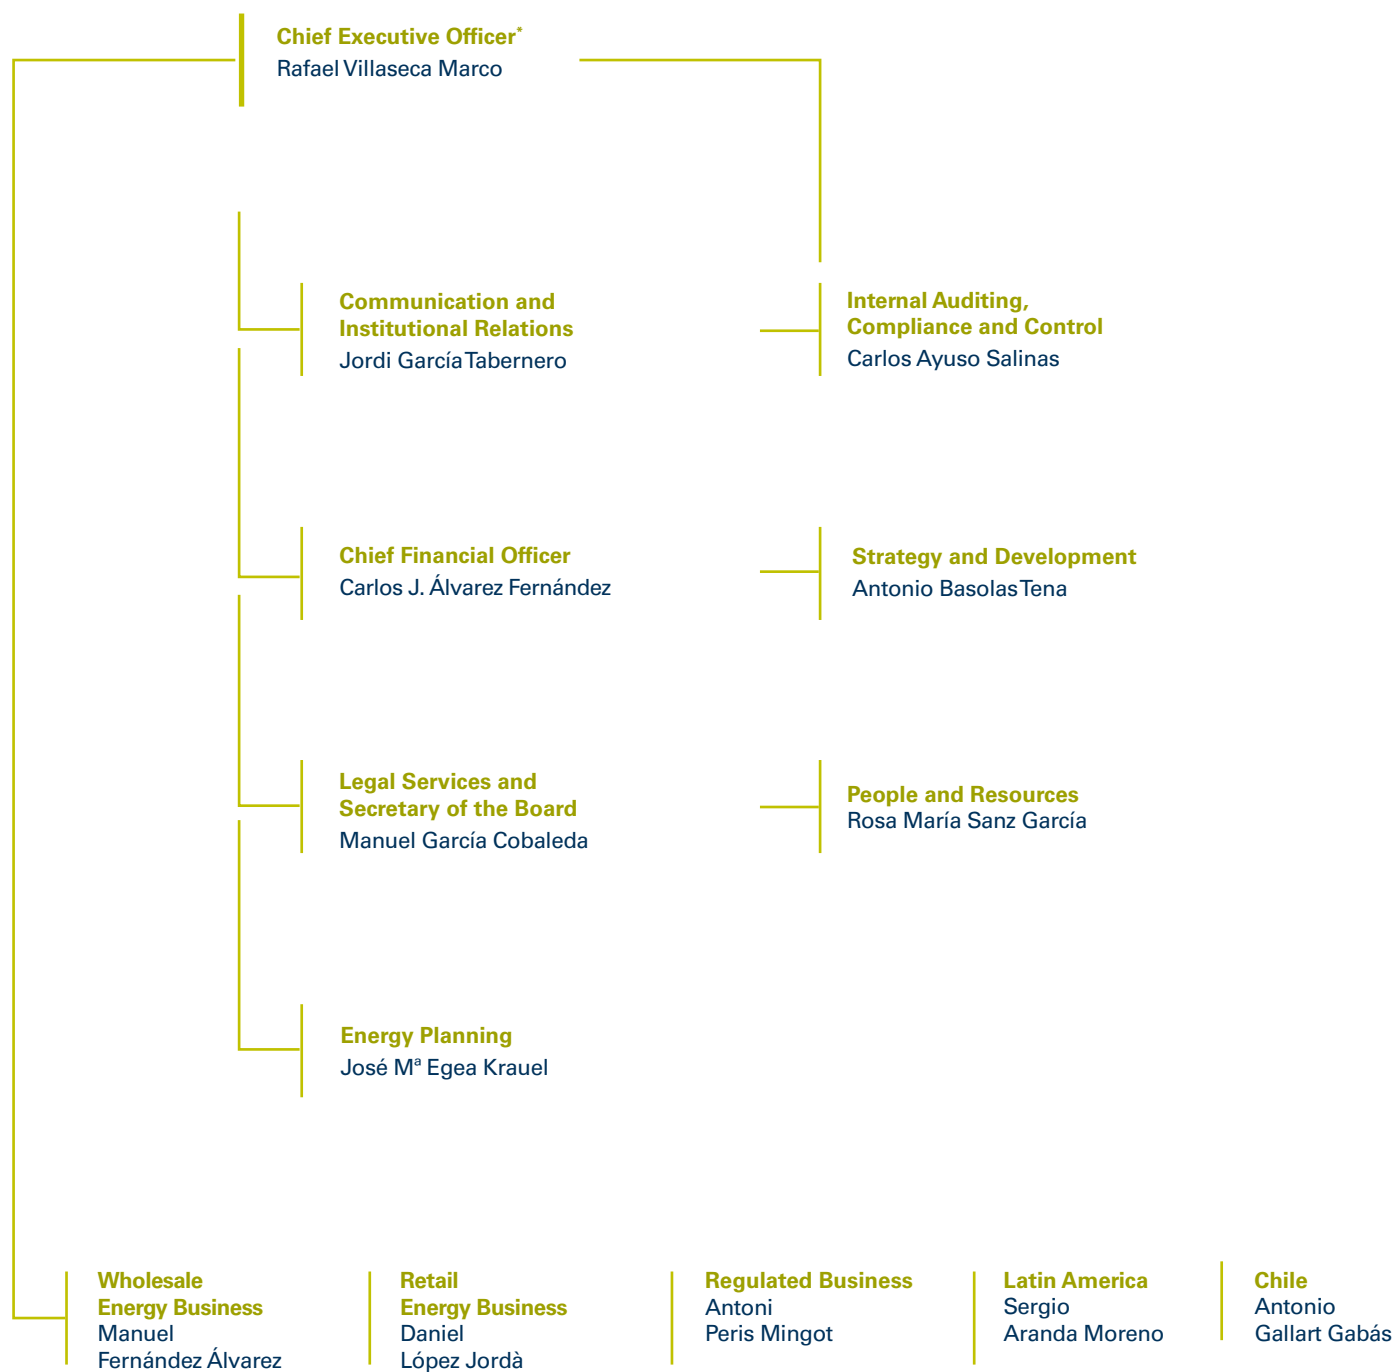 Chief Executive Officer*
Rafael Villaseca Marco
Communication and
Institutional Relations
Jordi García Tabernero
Internal Auditing,
Compliance and Control
Carlos Ayuso Salinas
Chief Financial Officer
Carlos J. Álvarez Fernández
Strategy and Development
Antonio Basolas Tena
Legal Services and
Secretary of the Board
Manuel García Cobaleda
People and Resources
Rosa María Sanz García
Energy Planning
José Mª Egea Krauel
Wholesale
Energy Business
Manuel
Fernández Álvarez
Retail
Energy Business
Daniel
López Jordà
Regulated Business
Antoni
Peris Mingot
Latin America
Sergio
Aranda Moreno
Chile
Antonio
Gallart Gabás